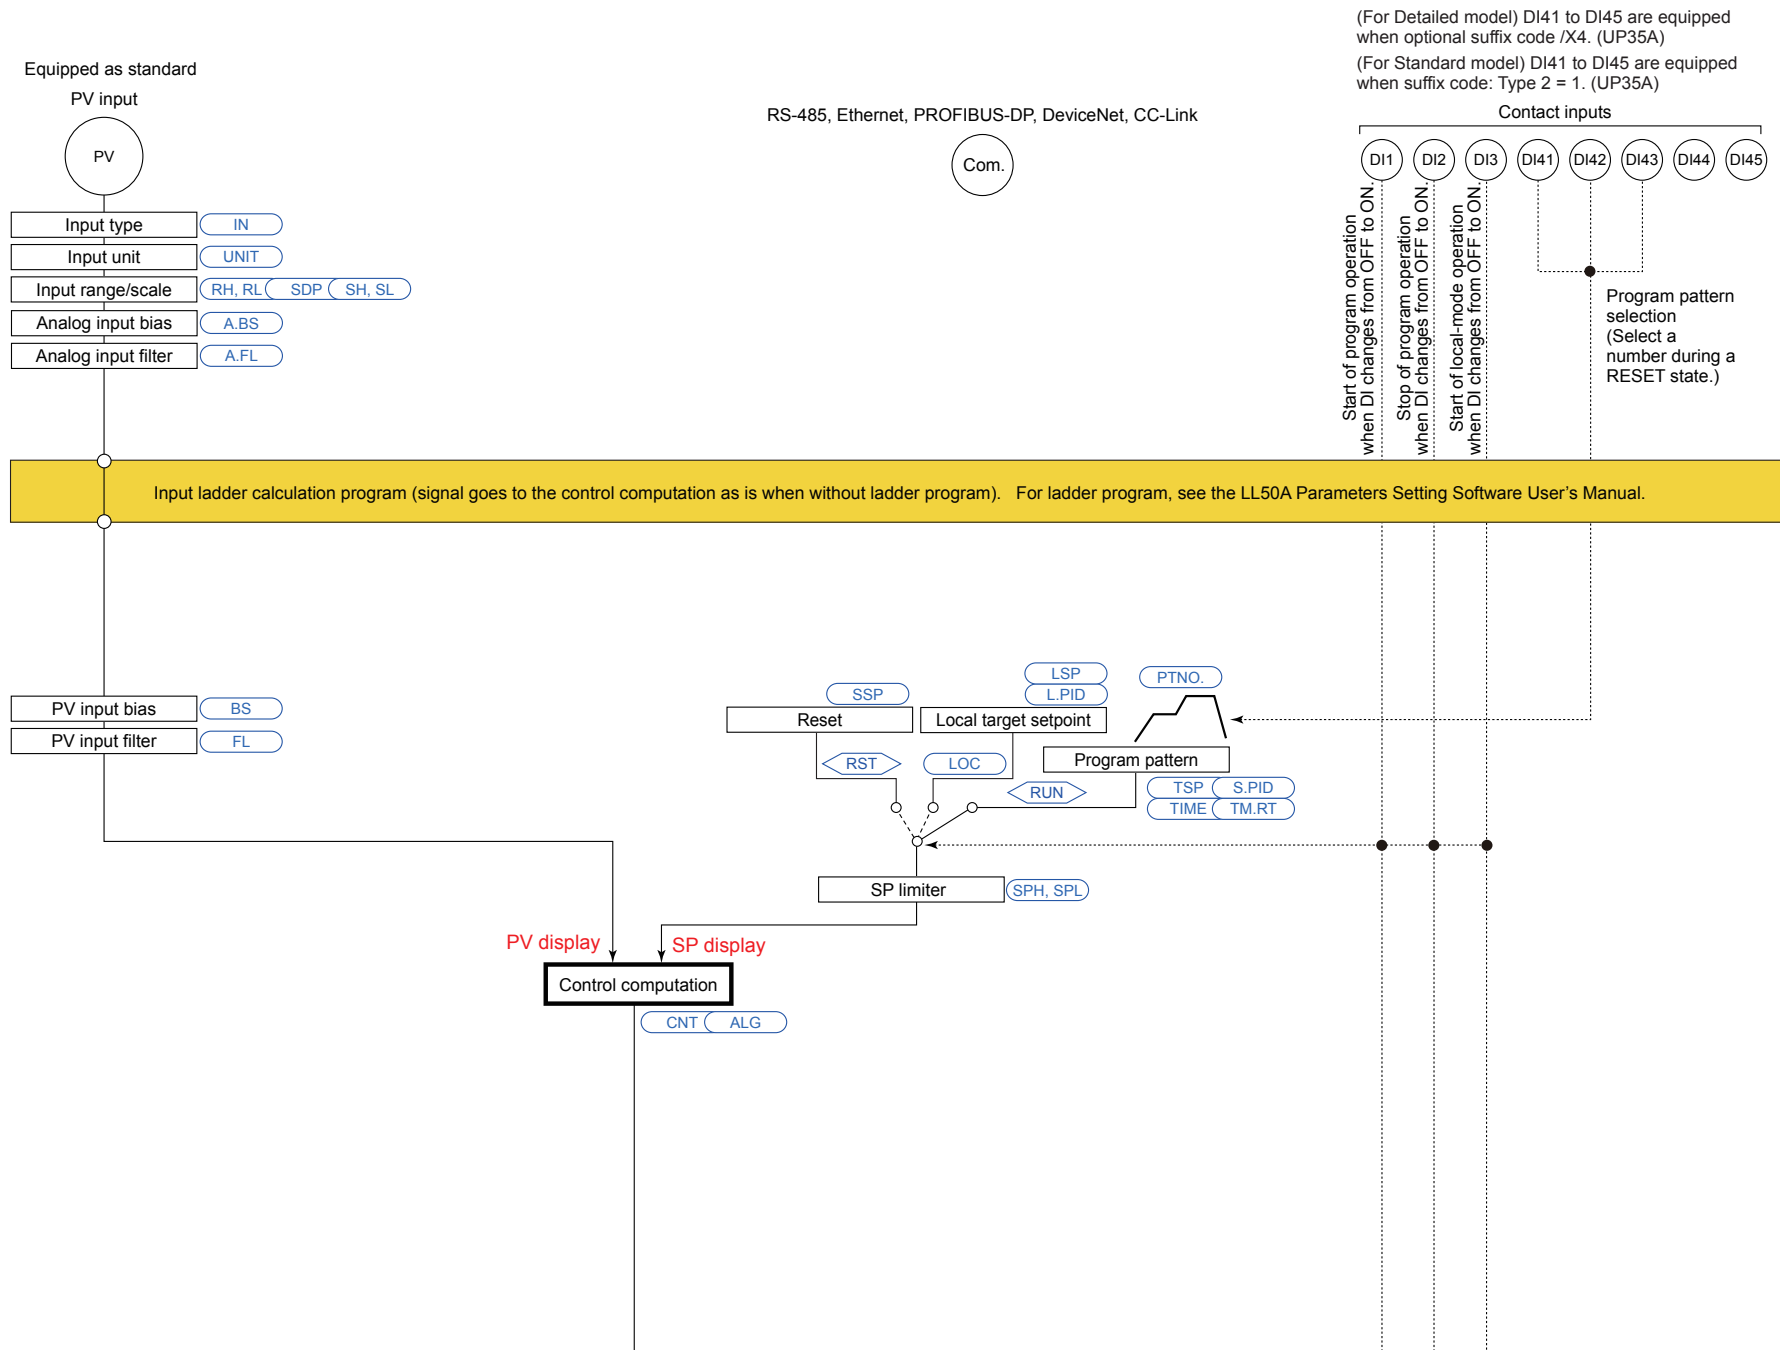 (For Detailed model) DI41 to DI45 are equipped
when optional suffix code /X4. (UP35A)
(For Standard model) DI41 to DI45 are equipped
when suffix code: Type 2 = 1. (UP35A)
Equipped as standard
PV input
RS-485, Ethernet, PROFIBUS-DP, DeviceNet, CC-Link
Contact inputs
PV
Com.
DI1
DI2
DI3
DI41
DI42
DI43
DI44
DI45
Input type
IN
Input unit
UNIT
Input range/scale
RH, RL
SDP
SH, SL
Analog input bias
A.BS
Analog input filter
A.FL
Start of program operation
when DI changes from OFF to ON.
Stop of program operation
when DI changes from OFF to ON.
Start of local-mode operation
when DI changes from OFF to ON.
Program pattern
selection
(Select a
number during a
RESET state.)
Input ladder calculation program (signal goes to the control computation as is when without ladder program). For ladder program, see the LL50A Parameters Setting Software User's Manual.
PV input bias
BS
PV input filter
FL
SSP
Reset
LSP
L.PID
Local target setpoint
PTNO.
Program pattern
RST
LOC
RUN
TSP
S.PID
TIME
TM.RT
SP limiter
SPH, SPL
PV display
SP display
Control computation
CNT
ALG